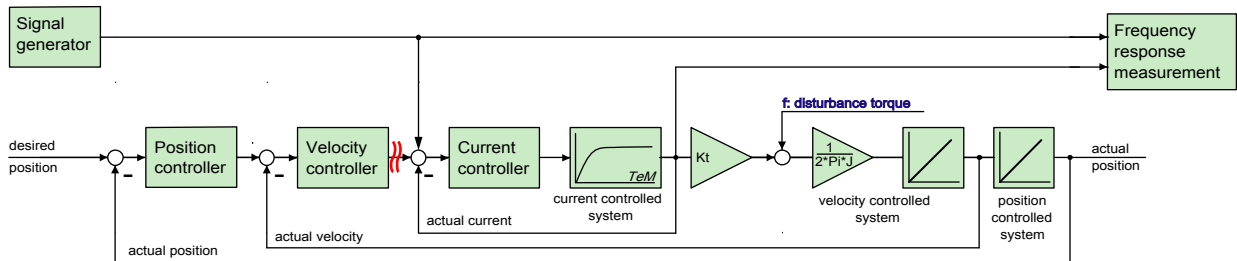 Signal
generator
Frequency
response
measurement
f: disturbance torque
desired
position
Position
controller
Velocity
controller
Current
controller
TeM
Kt
1
2*Pi*J
actual
position
-
-
-
current controlled
system
velocity controlled
system
position
controlled
system
actual current
actual velocity
actual position